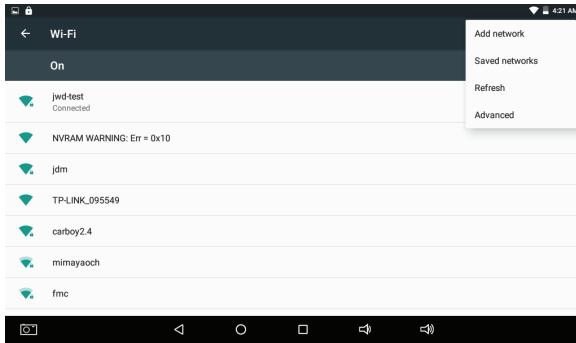 4:21 AM
Wi-Fi
On
Add network
Saved networks
Refresh
Advanced
jwd-test
Connected
NVRAM WARNING: Err = 0x10
jdm
TP-LINK_095549
carboy2.4
mimayaoch
fmc